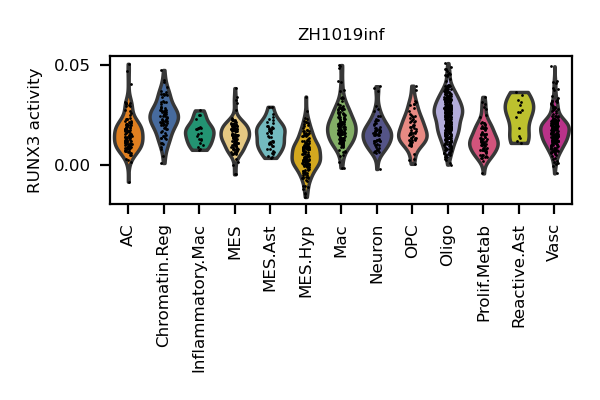 ZH1019inf
RUNX3 activity
0.05
0.00
AC
Chromatin.Reg
Inflammatory.Mac
MES
MES.Ast
MES.Hyp
Mac
Neuron
OPC
Oligo
Prolif.Metab
Reactive.Ast
Vasc